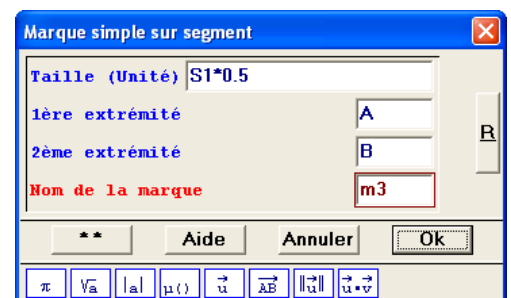 Marque simple sur segment
Taille (Unité) S1*0.5
1ère extrémité A
2ème extrémité B
R
Nom de la marque m3
** Aide Annuler Ok
π √a |a| μ() u⃗ AB⃗ ‖u⃗‖ u⃗•v⃗